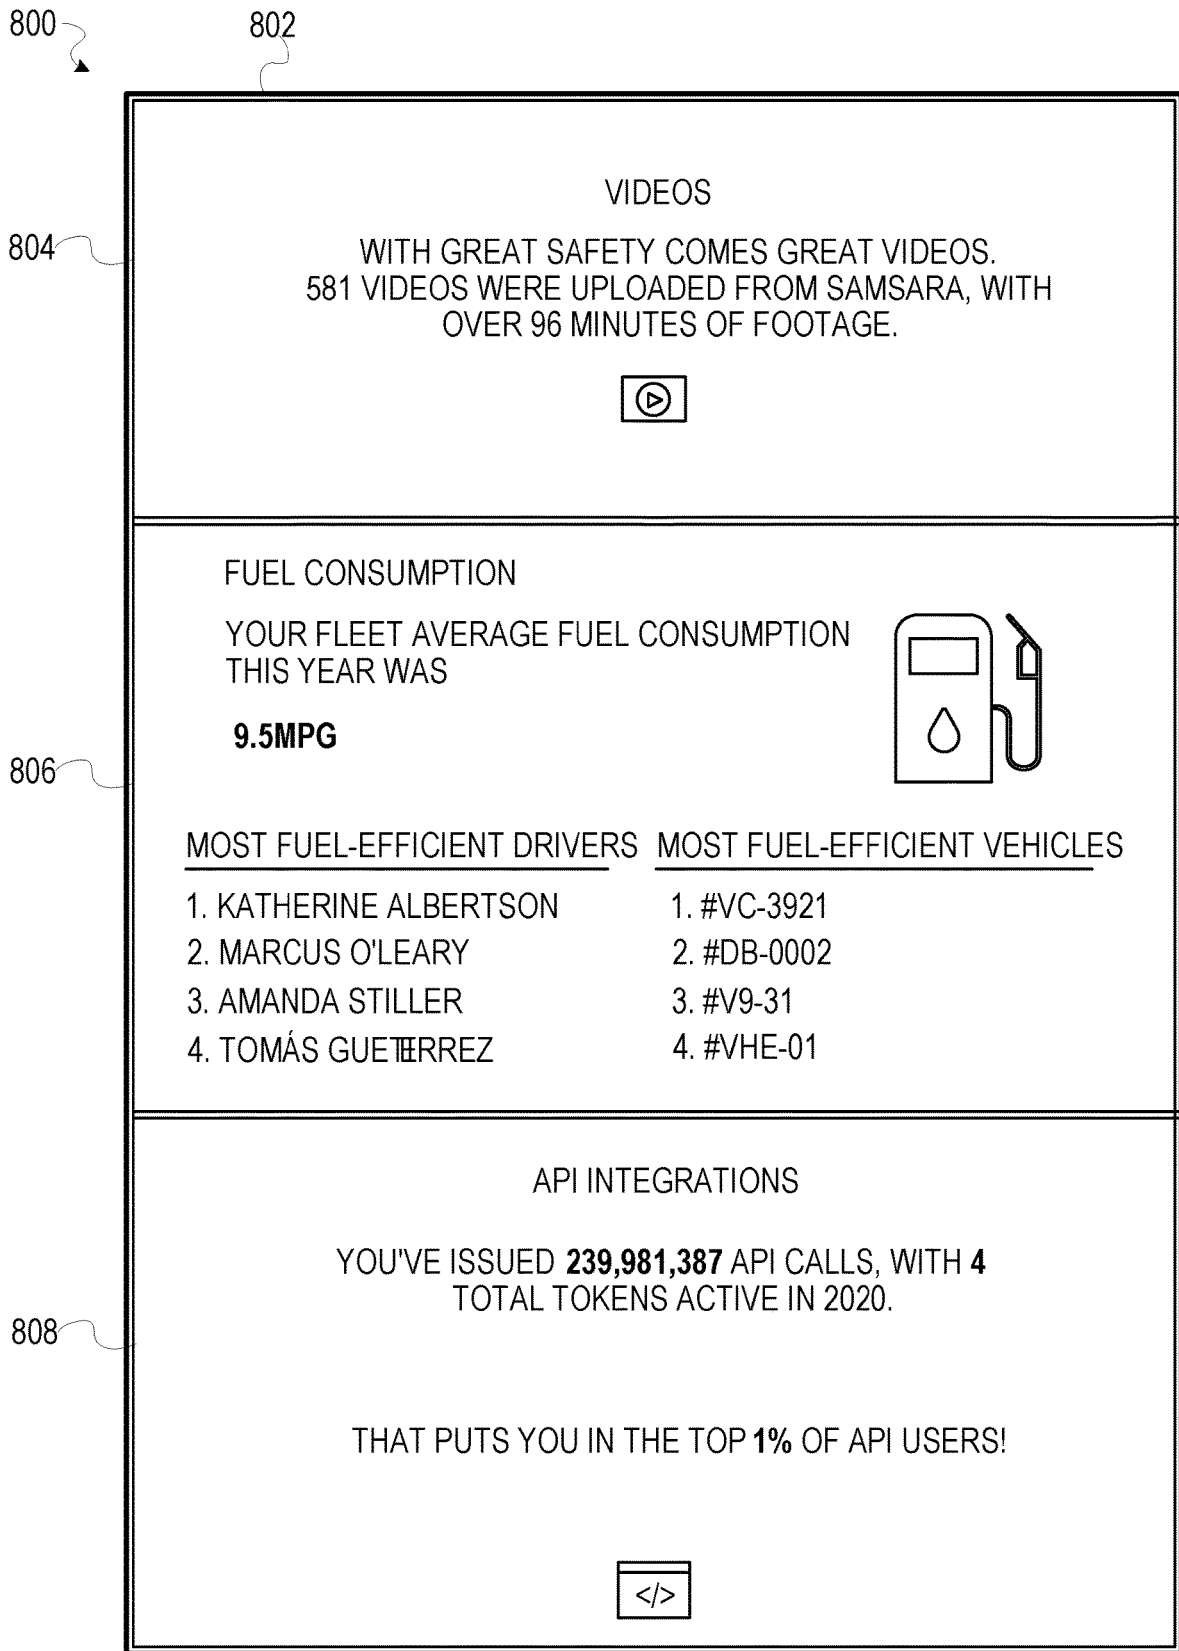 800
802
804
VIDEOS
WITH GREAT SAFETY COMES GREAT VIDEOS.
581 VIDEOS WERE UPLOADED FROM SAMSARA, WITH
OVER 96 MINUTES OF FOOTAGE.
806
FUEL CONSUMPTION
YOUR FLEET AVERAGE FUEL CONSUMPTION
THIS YEAR WAS
9.5MPG
MOST FUEL-EFFICIENT DRIVERS
1. KATHERINE ALBERTSON
2. MARCUS O'LEARY
3. AMANDA STILLER
4. TOMÁS
MOST FUEL-EFFICIENT VEHICLES
1. #VC-3921
2. #DB-0002
3. #V9-31
4. #VHE-01
808
API INTEGRATIONS
YOU'VE ISSUED 239,981,387 API CALLS, WITH 4
TOTAL TOKENS ACTIVE IN 2020.
THAT PUTS YOU IN THE TOP 1% OF API USERS!
</>